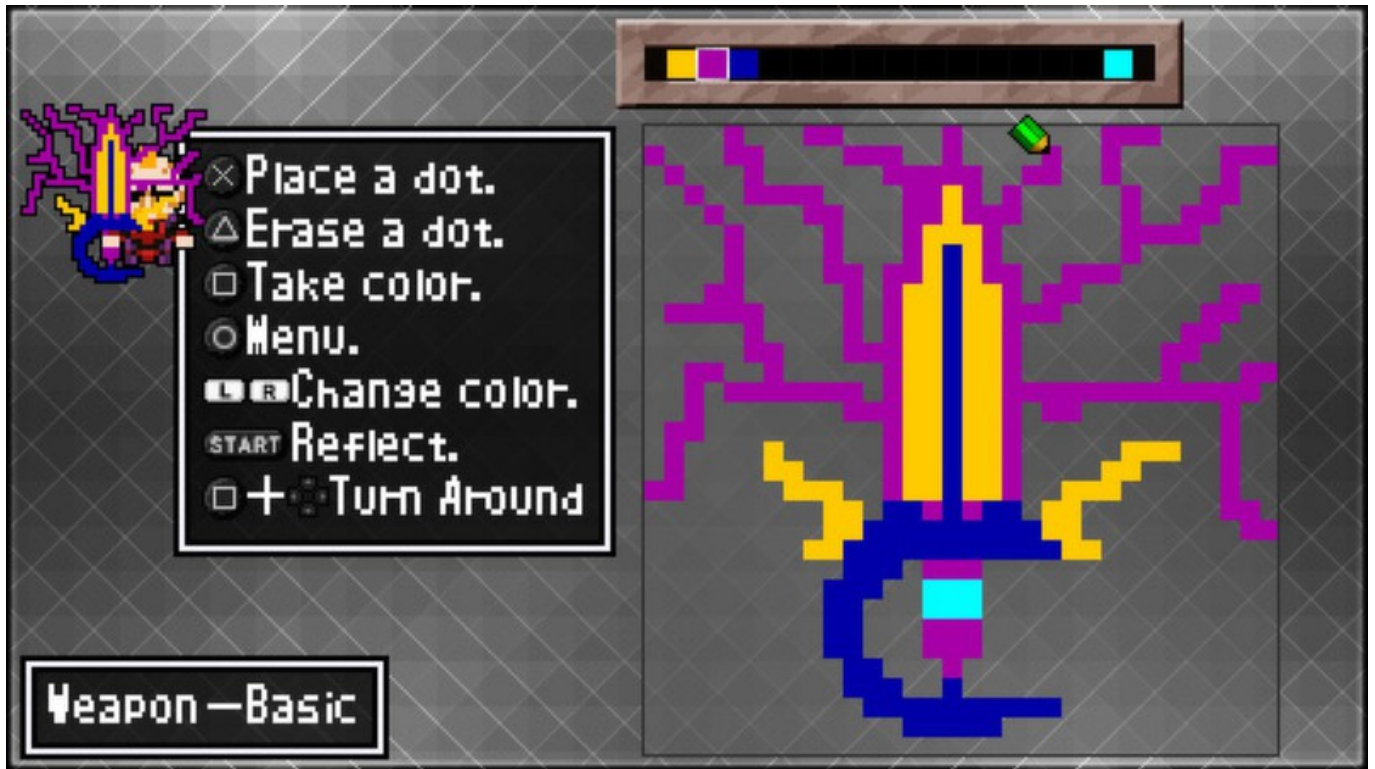 Place a dot.
Erase a dot.
Take color.
Menu.
L R Change color.
START Reflect.
+ Turn Around
Weapon—Basic